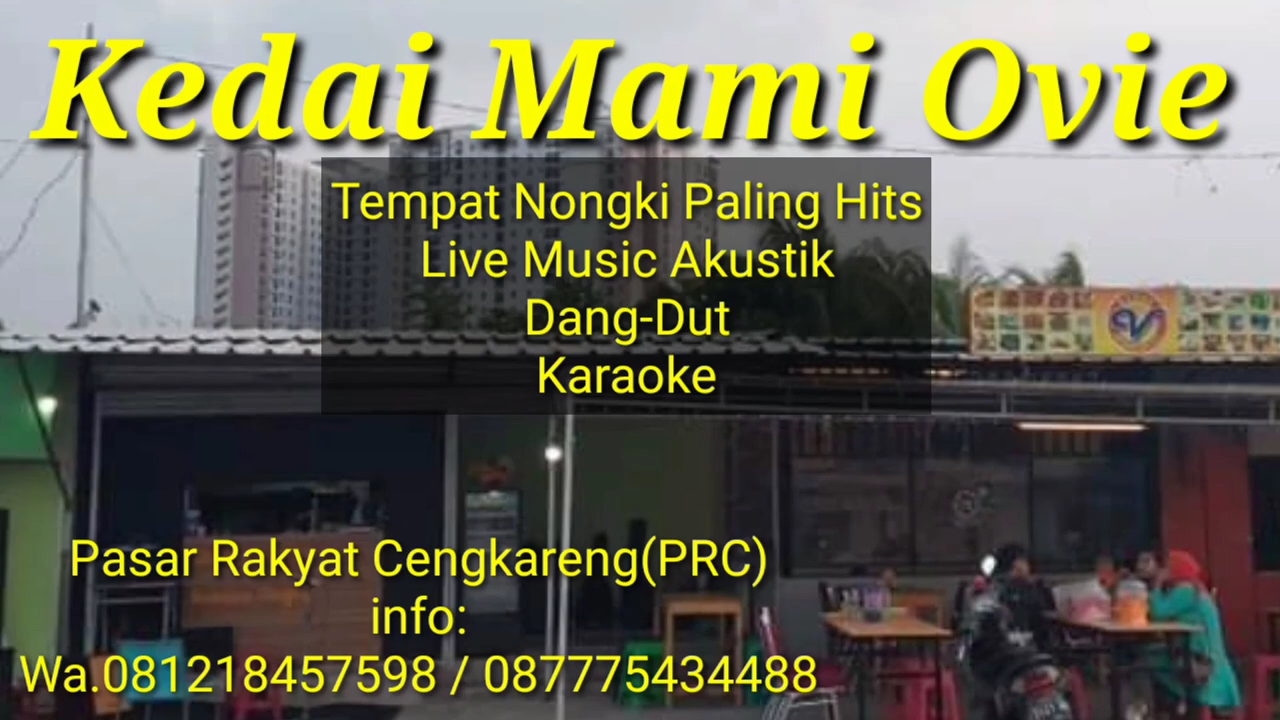 Kedai Mami Ovie
Tempat Nongki Paling Hits
Live Music Akustik
Dang-Dut
Karaoke
Pasar Rakyat Cengkareng(PRC)
info:
Wa.081218457598 / 087775434488